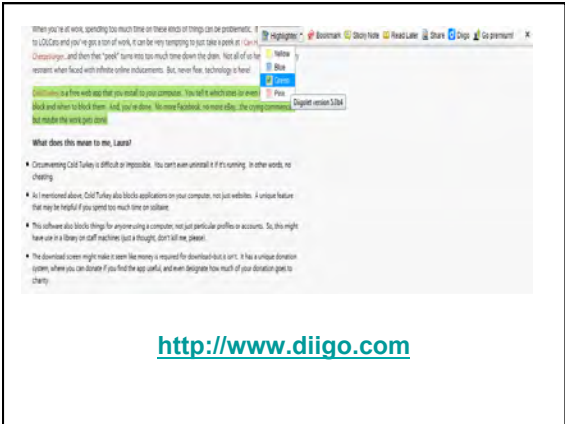 When you're at work, spending too much time on these kinds of things can be problematic.
Highlighter Bookmark Sticky Note Read Later Share Diigo Go premium! X
to LOLCats and you've got a ton of work, it can be very tempting to just take a peek at I Can H
Yellow
Cheezburger, and then that "peek" turns into too much time down the drain. Not all of us
restraint when faced with infinite online inducements. But, never fear, technology is here!
Blue
Green
ColdTurkey is a free web app that you install to your computer. You tell it which sites (or even
Pink
Diigolet version 5.0b4
block and when to block them. And, you're done. No more Facebook, no more eBay...the crying commences,
but maybe the work gets done.
What does this mean to me, Laura?
• Circumventing Cold Turkey is difficult or impossible. You can't even uninstall it if it's running. In other words, no
cheating.
• As I mentioned above, Cold Turkey also blocks applications on your computer, not just websites. A unique feature
that may be helpful if you spend too much time on solitaire.
• This software also blocks things for anyone using a computer, not just particular profiles or accounts. So, this might
have use in a library on staff machines (just a thought, don't kill me, please).
• The download screen might make it seem like money is required for download-but it isn't. It has a unique donation
system, where you can donate if you find the app useful, and even designate how much of your donation goes to
charity.
http://www.diigo.com